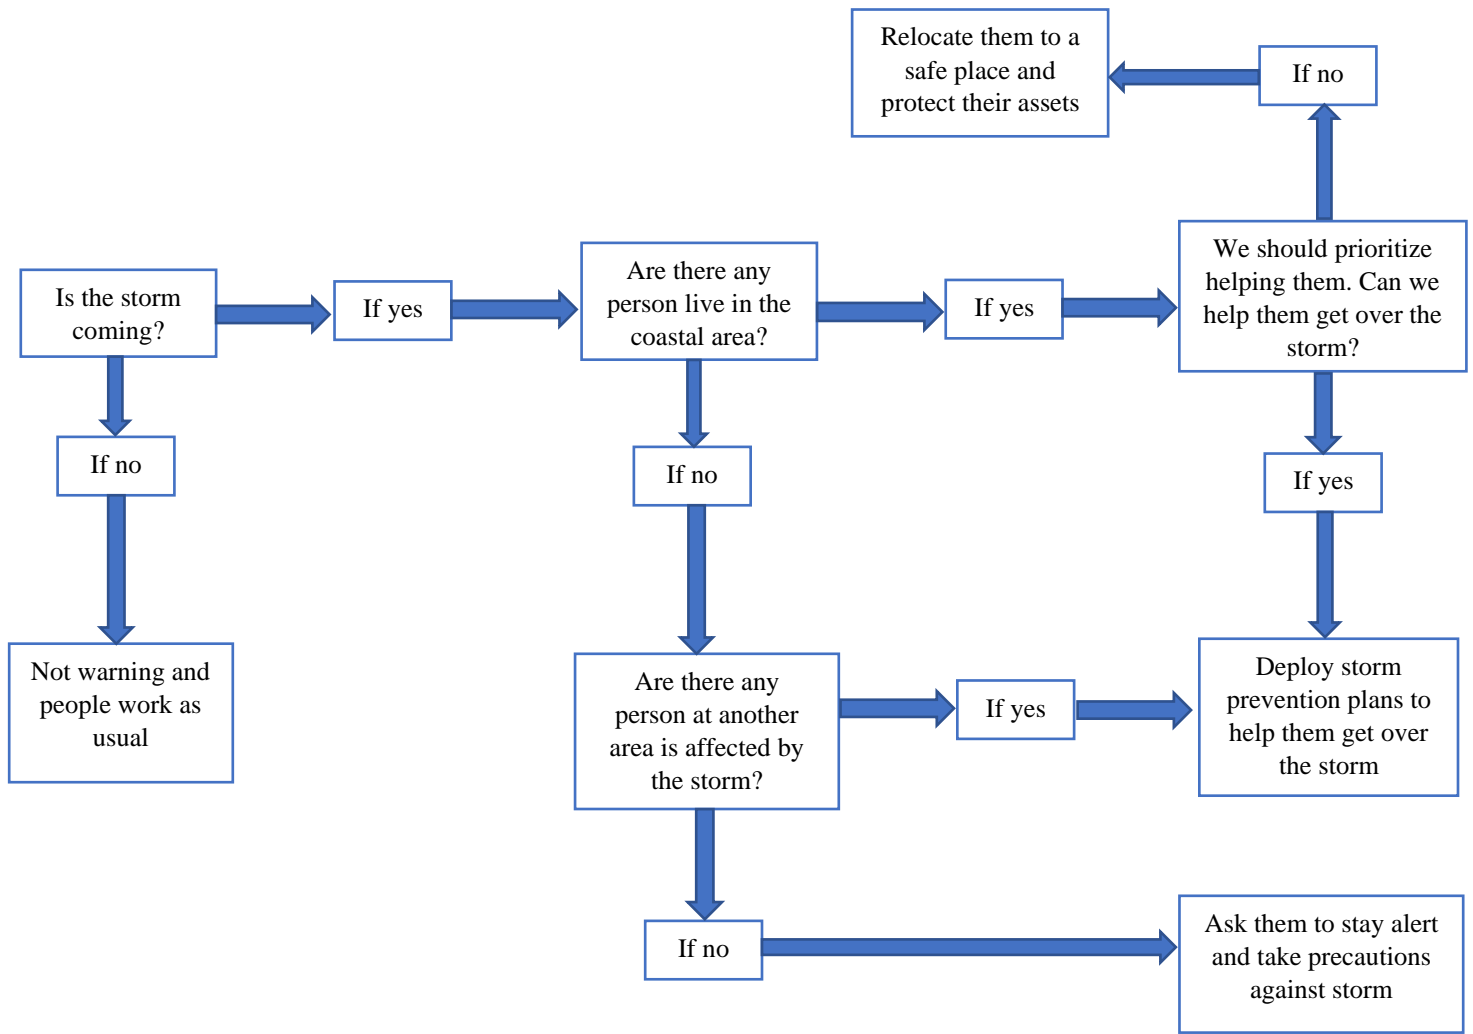 Relocate them to a
safe place and
protect their assets
If no
Is the storm
coming?
If yes
Are there any
person live in the
coastal area?
If yes
We should prioritize
helping them. Can we
help them get over the
storm?
If no
If no
If yes
Not warning and
people work as
usual
Are there any
person at another
area is affected by
the storm?
If yes
Deploy storm
prevention plans to
help them get over
the storm
If no
Ask them to stay alert
and take precautions
against storm